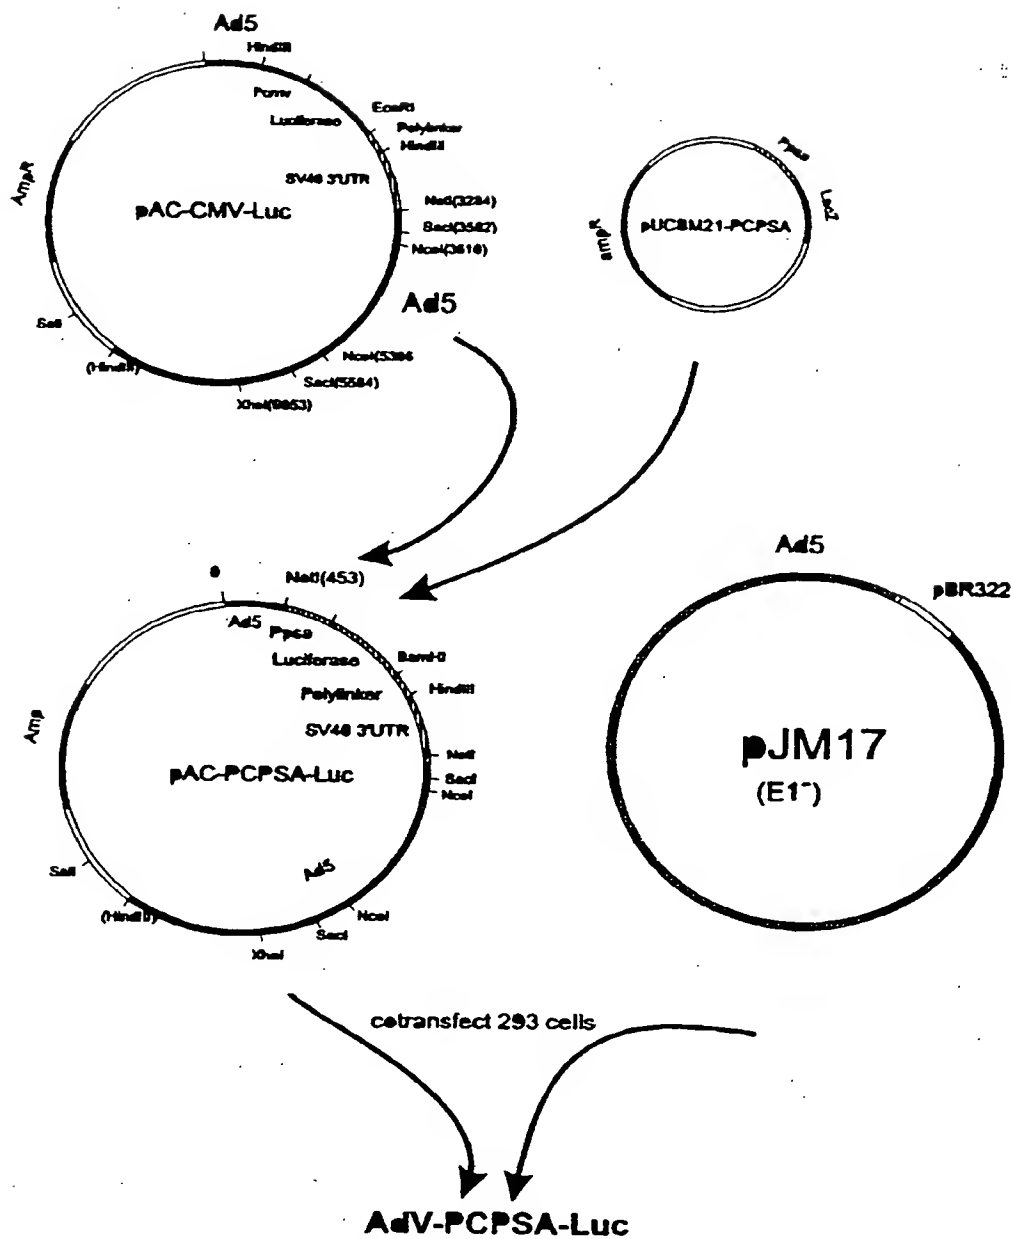 Ad5
HindIII
Pcmv
EcoRI
Luciferase
Polylinker
HindIII
SV40 3'UTR
AmpR
pAC-CMV-Luc
NotI(3284)
SacI(3582)
NcoI(3616)
Ad5
SalI
(HindIII)
NcoI(5386
SacI(5584)
XhoI(9853)
Ppsa
LacZ
pUCBM21-PCPSA
ampR
0
NotI(453)
Ad5
Ppsa
Luciferase
BamHI
Polylinker
HindIII
SV40 3'UTR
Amp
pAC-PCPSA-Luc
NotI
SacI
NcoI
Ad5
SalI
(HindIII)
NcoI
SacI
XhoI
Ad5
pBR322
pJM17
(E1-)
cotransfect 293 cells
AdV-PCPSA-Luc